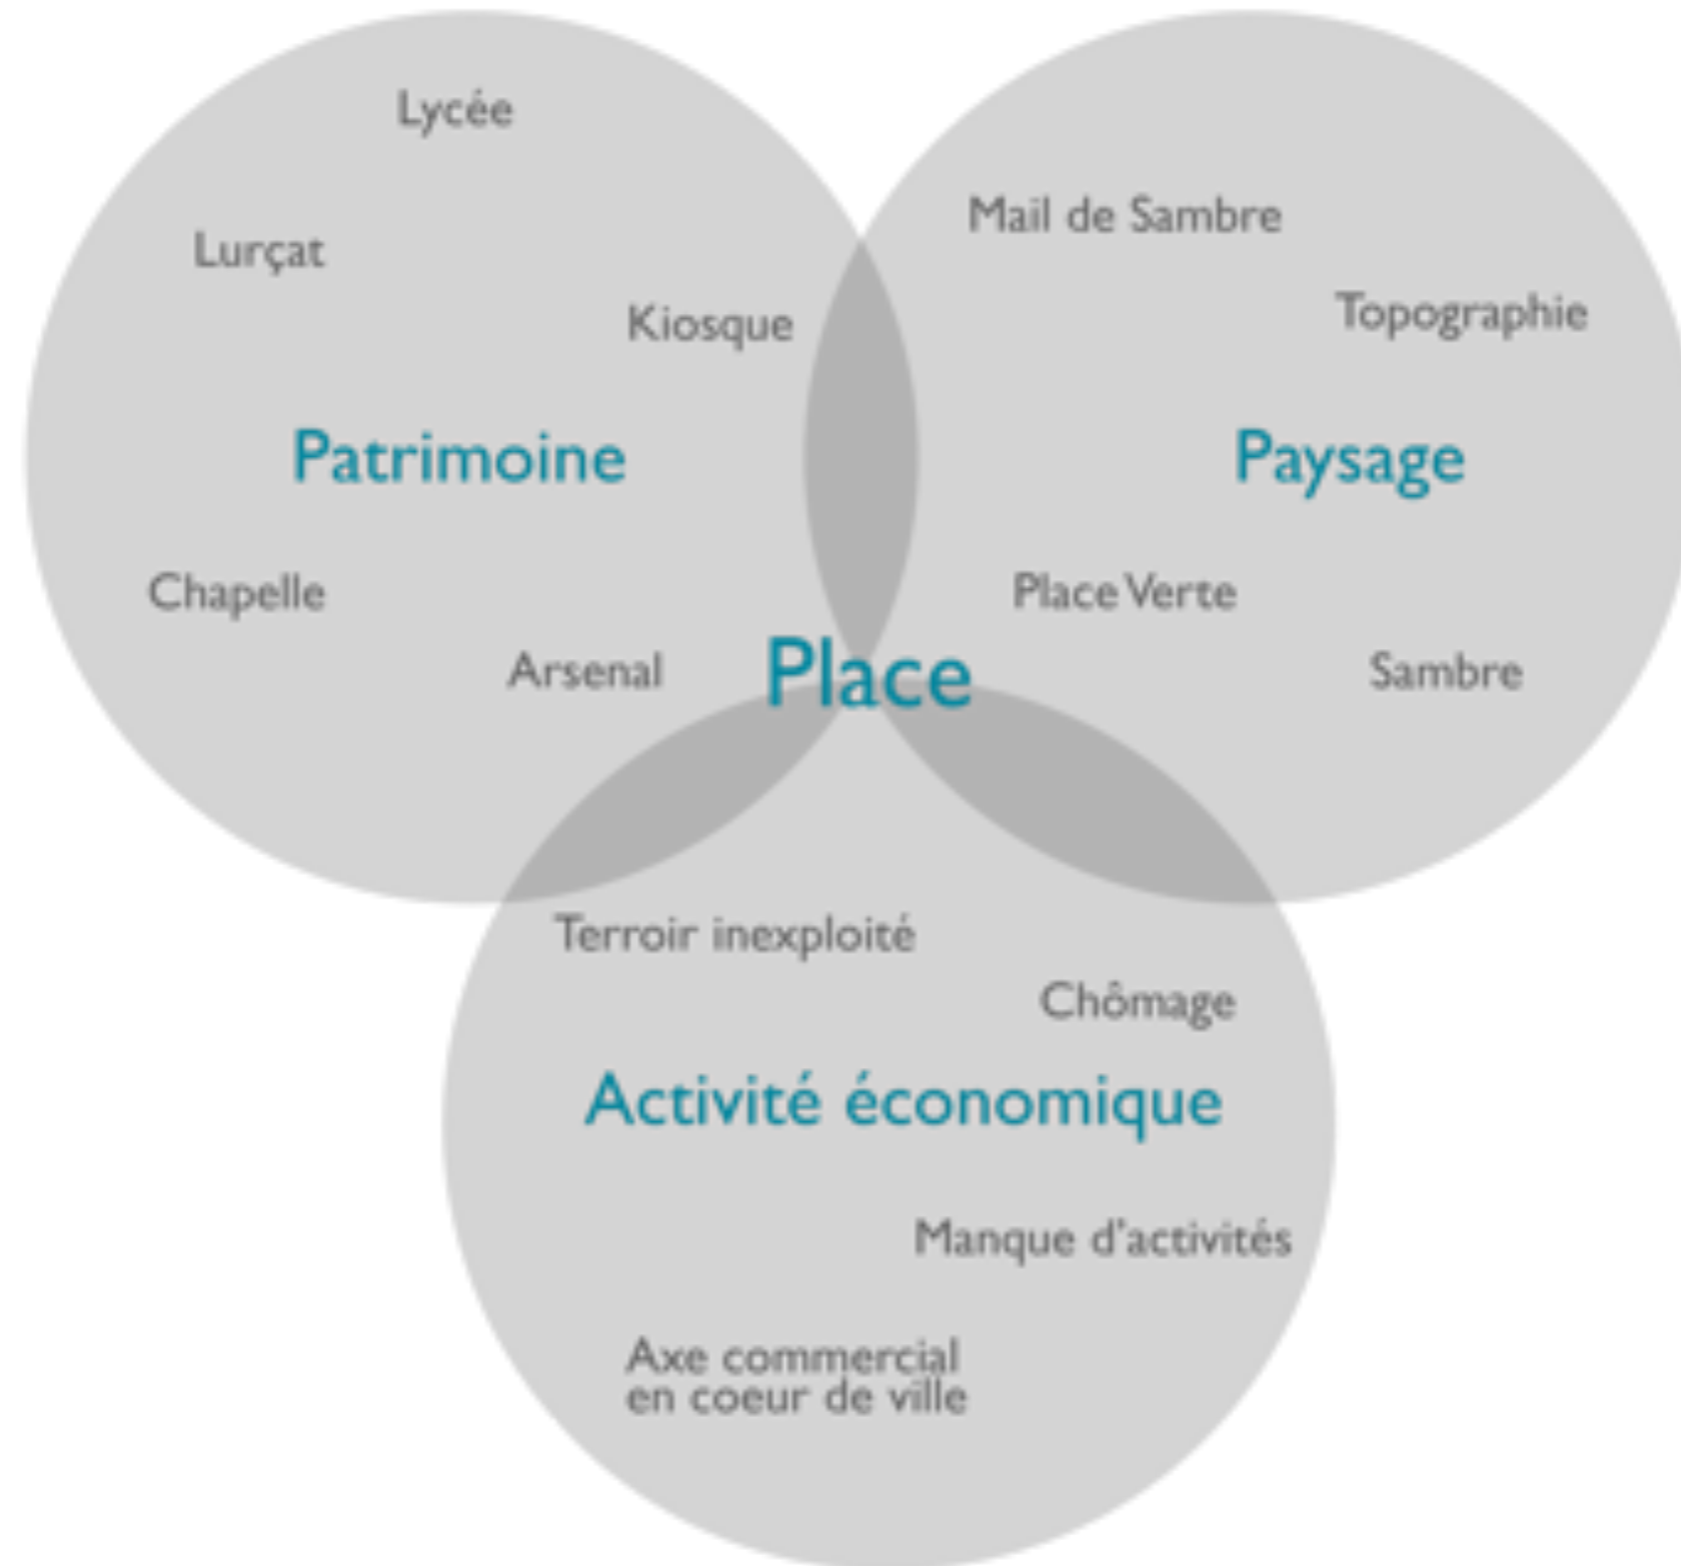 Lycée
Mail de Sambre
Lurçat
Topographie
Kiosque
Patrimoine
Paysage
Chapelle
Place Verte
Arsenal
Place
Sambre
Terroir inexploité
Chômage
Activité économique
Manque d'activités
Axe commercial
en coeur de ville